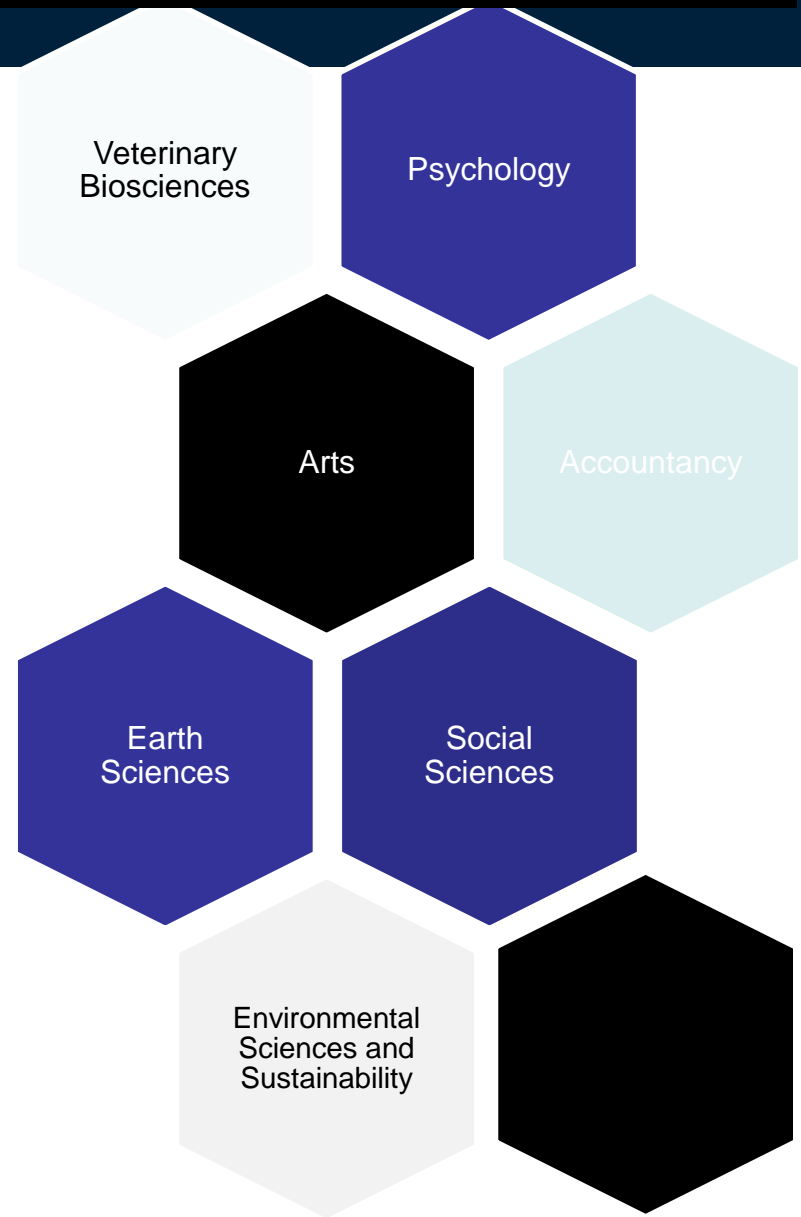 Veterinary
Biosciences
Psychology
Arts
Accountancy
Earth
Sciences
Social
Sciences
Environmental
Sciences and
Sustainability